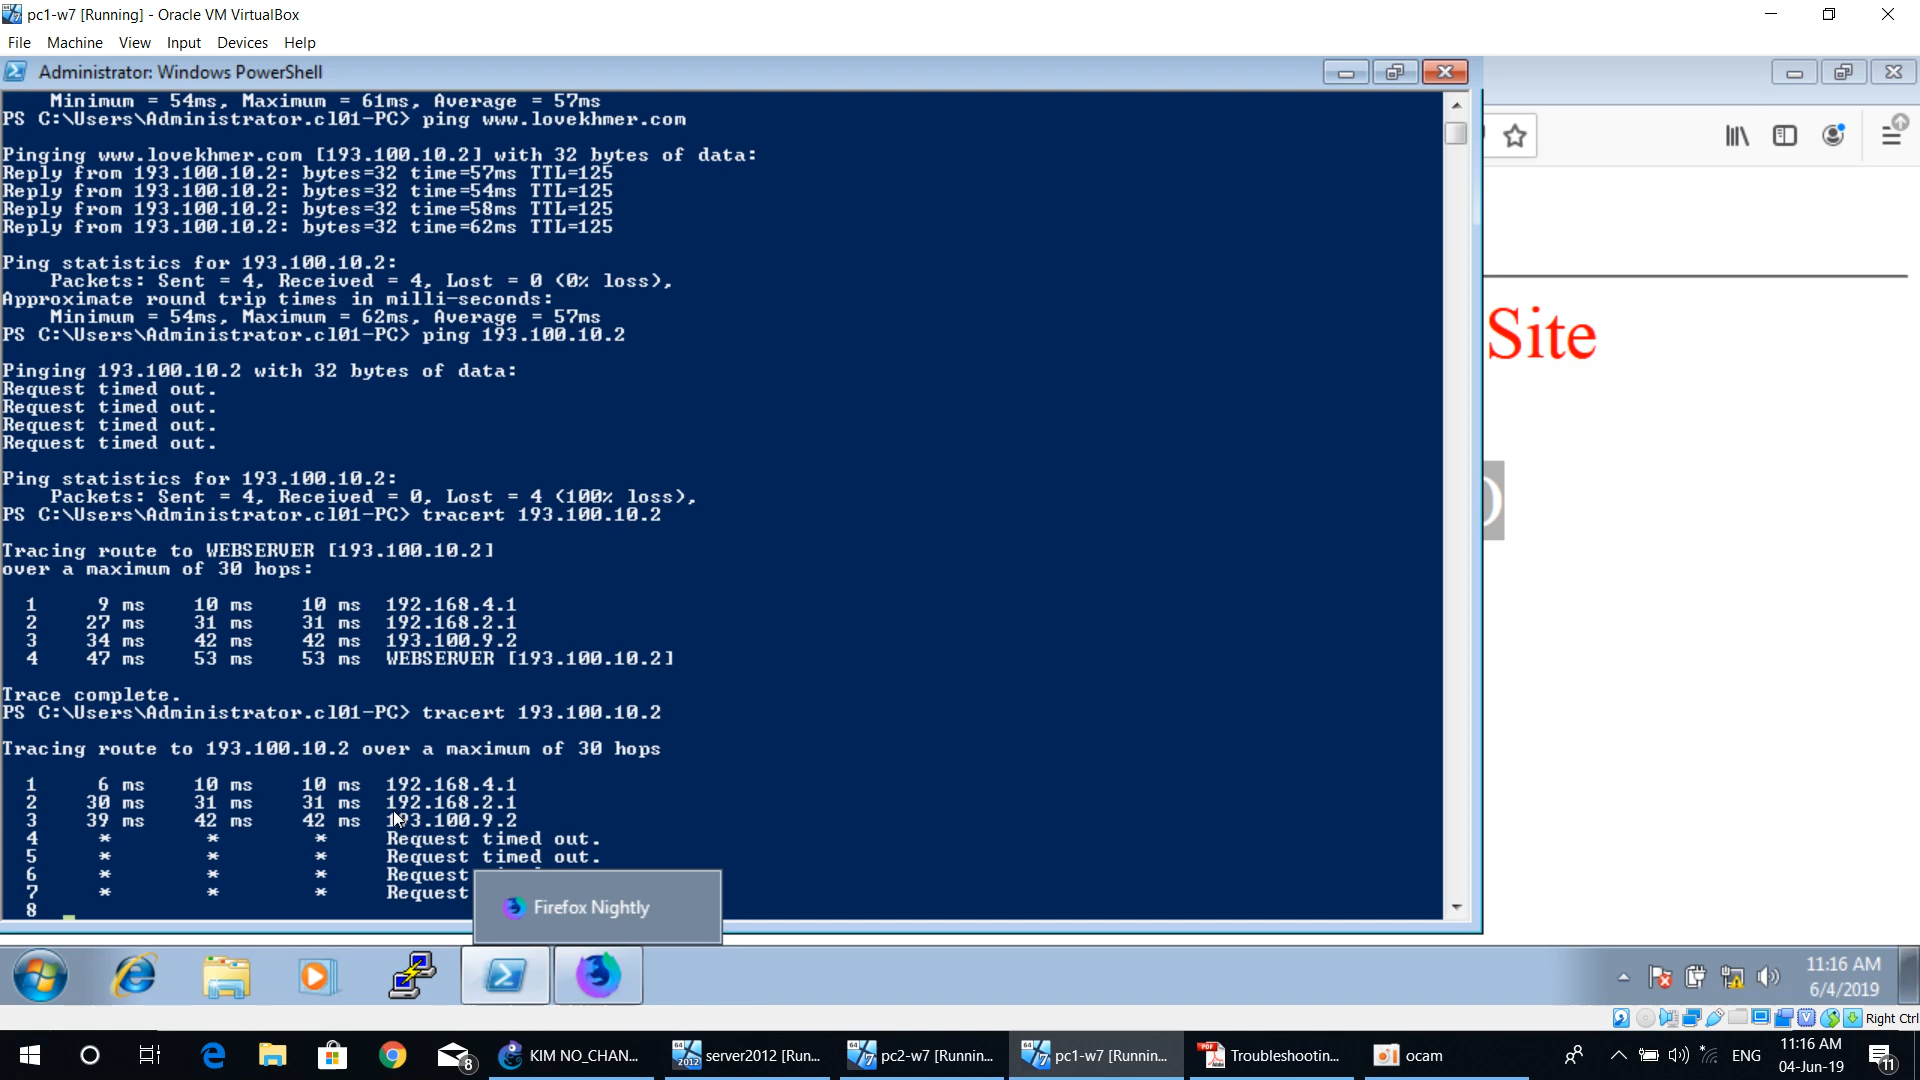 pc1-w7 [Running] - Oracle VM VirtualBox
File Machine View Input Devices Help
Administrator: Windows PowerShell
Minimum = 54ms, Maximum = 61ms, Average = 57ms
PS C:\Users\Administrator.cl01-PC> ping www.lovekhmer.com
Pinging www.lovekhmer.com [193.100.10.2] with 32 bytes of data:
Reply from 193.100.10.2: bytes=32 time=57ms TTL=125
Reply from 193.100.10.2: bytes=32 time=54ms TTL=125
Reply from 193.100.10.2: bytes=32 time=58ms TTL=125
Reply from 193.100.10.2: bytes=32 time=62ms TTL=125
Ping statistics for 193.100.10.2:
Packets: Sent = 4, Received = 4, Lost = 0 (0% loss),
Approximate round trip times in milli-seconds:
Minimum = 54ms, Maximum = 62ms, Average = 57ms
PS C:\Users\Administrator.cl01-PC> ping 193.100.10.2
Pinging 193.100.10.2 with 32 bytes of data:
Request timed out.
Request timed out.
Request timed out.
Request timed out.
Ping statistics for 193.100.10.2:
Packets: Sent = 4, Received = 0, Lost = 4 (100% loss),
PS C:\Users\Administrator.cl01-PC> tracert 193.100.10.2
Tracing route to WEBSERVER [193.100.10.2]
over a maximum of 30 hops:
1 9 ms 10 ms 10 ms 192.168.4.1
2 27 ms 31 ms 31 ms 192.168.2.1
3 34 ms 42 ms 42 ms 193.100.9.2
4 47 ms 53 ms 53 ms WEBSERVER [193.100.10.2]
Trace complete.
PS C:\Users\Administrator.cl01-PC> tracert 193.100.10.2
Tracing route to 193.100.10.2 over a maximum of 30 hops
1 6 ms 10 ms 10 ms 192.168.4.1
2 30 ms 31 ms 31 ms 192.168.2.1
3 39 ms 42 ms 42 ms 193.100.9.2
4 * * * Request timed out.
5 * * * Request timed out.
6 * * * Request
7 * * * Request
8
Site
Firefox Nightly
11:16 AM
6/4/2019
Right Ctrl
8
KIM NO_CHAN...
server2012 [Run...
pc2-w7 [Runnin...
pc1-w7 [Runnin...
Troubleshootin...
ocam
ENG
11:16 AM
04-Jun-19
11